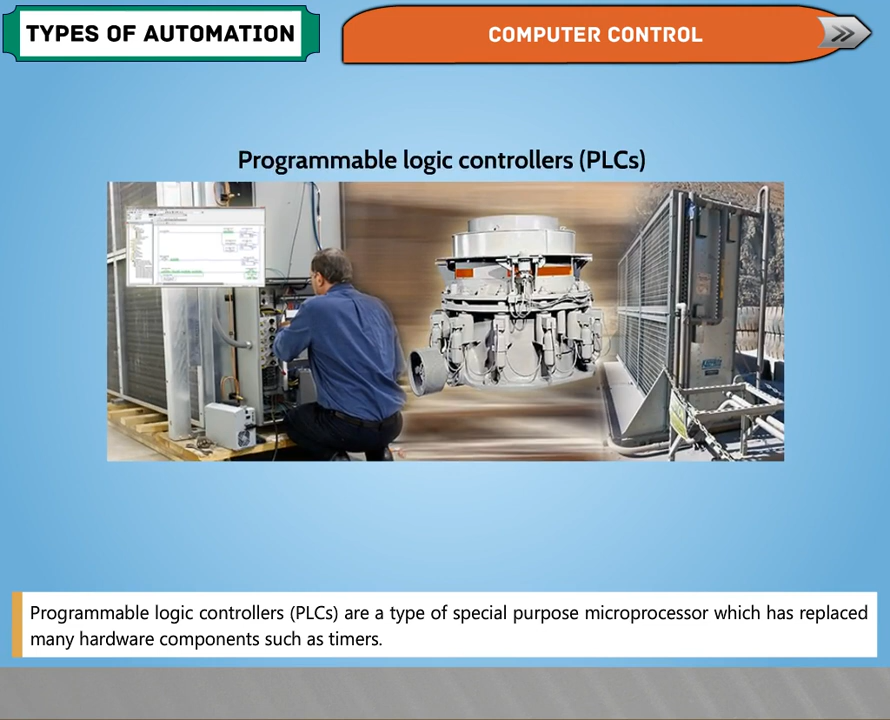 TYPES OF AUTOMATION
COMPUTER CONTROL
Programmable logic controllers (PLCs)
Programmable logic controllers (PLCs) are a type of special purpose microprocessor which has replaced
many hardware components such as timers.